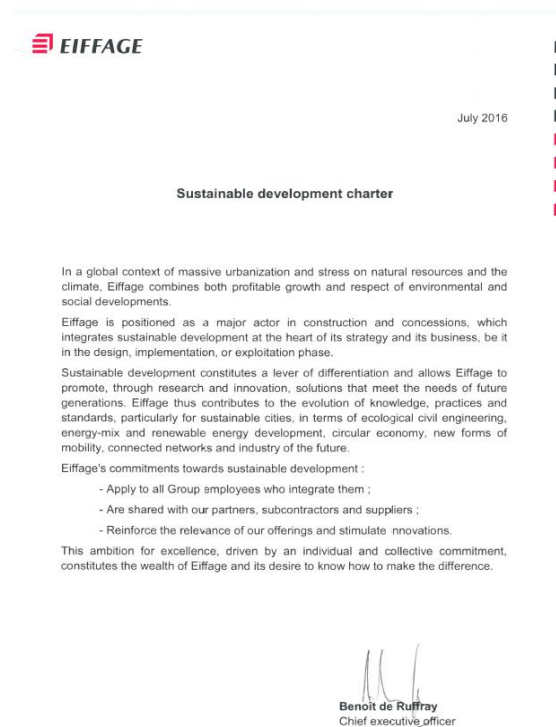 EIFFAGE
July 2016
Sustainable development charter
In a global context of massive urbanization and stress on natural resources and the
climate, Eiffage combines both profitable growth and respect of environmental and
social developments.
Eiffage is positioned as a major actor in construction and concessions, which
integrates sustainable development at the heart of its strategy and its business, be it
in the design, implementation, or exploitation phase.
Sustainable development constitutes a lever of differentiation and allows Eiffage to
promote, through research and innovation, solutions that meet the needs of future
generations. Eiffage thus contributes to the evolution of knowledge, practices and
standards, particularly for sustainable cities, in terms of ecological civil engineering,
energy-mix and renewable energy development, circular economy, new forms of
mobility, connected networks and industry of the future.
Eiffage's commitments towards sustainable development :
- Apply to all Group employees who integrate them ;
- Are shared with our partners, subcontractors and suppliers ;
- Reinforce the relevance of our offerings and stimulate innovations.
This ambition for excellence, driven by an individual and collective commitment,
constitutes the wealth of Eiffage and its desire to know how to make the difference.
Benoît de Ruffray
Chief executive officer